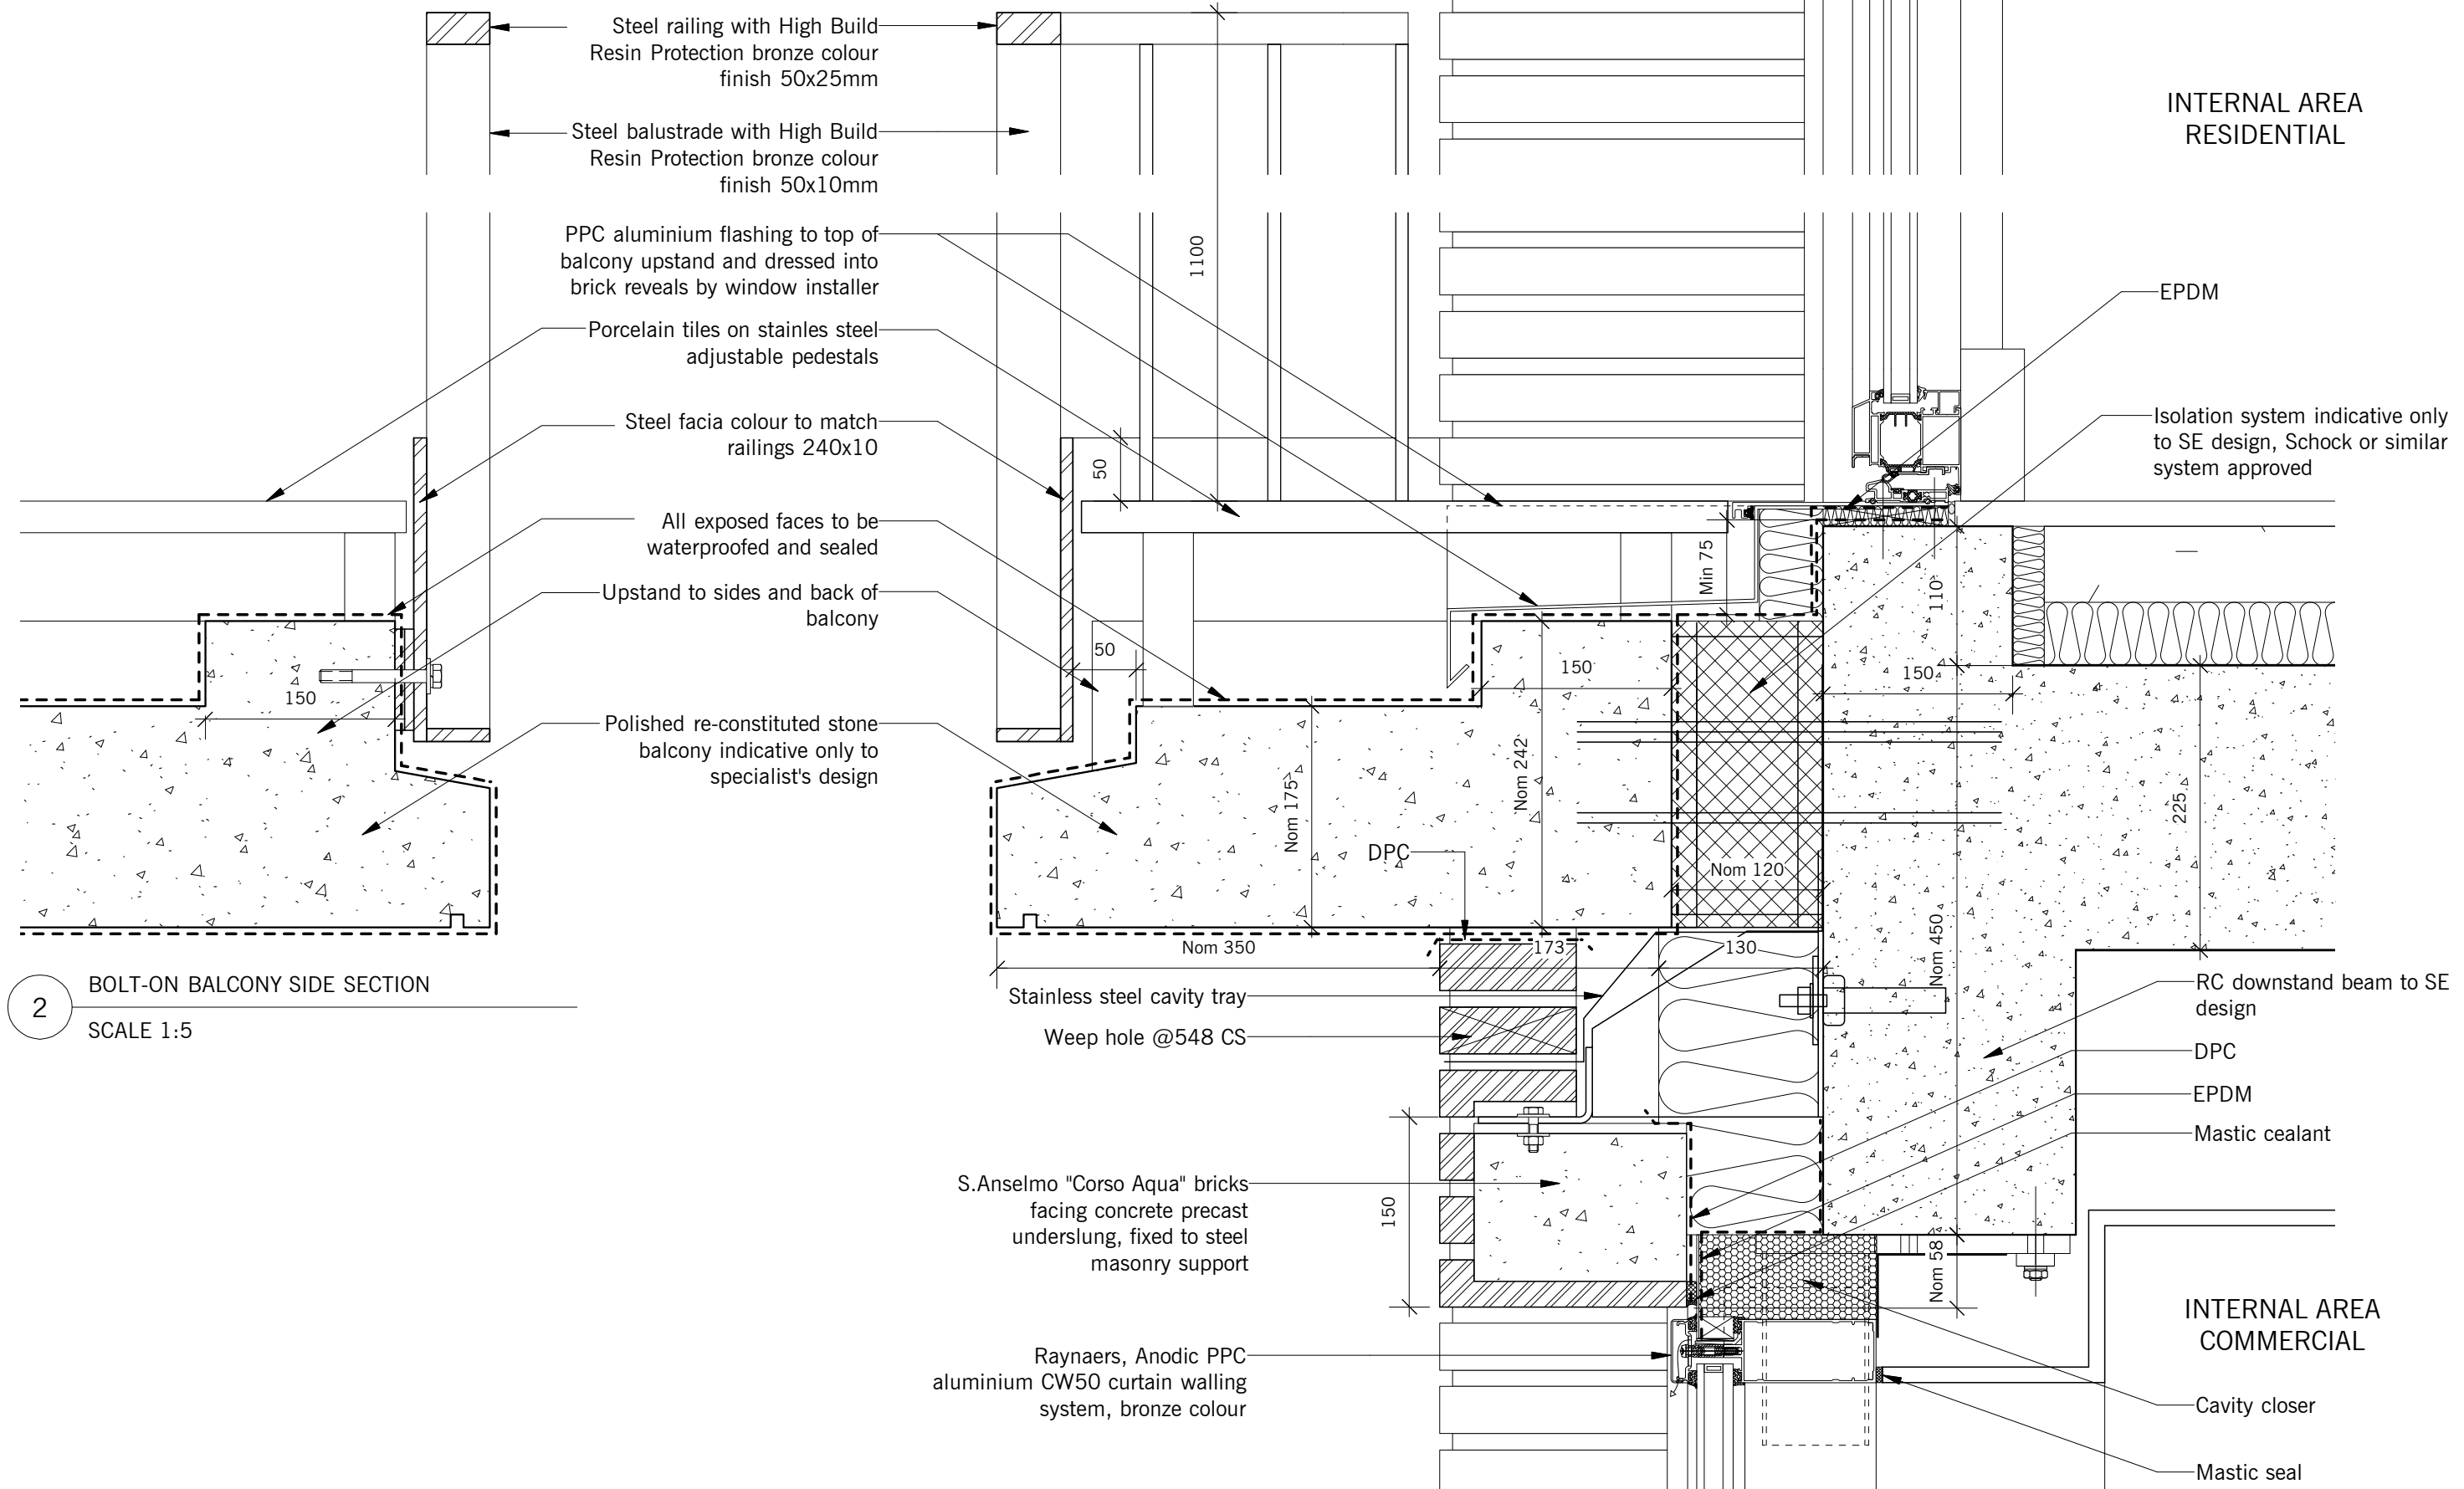 Steel railing with High Build
Resin Protection bronze colour
finish 50x25mm
Steel balustrade with High Build
Resin Protection bronze colour
finish 50x10mm
PPC aluminium flashing to top of
balcony upstand and dressed into
brick reveals by window installer
Porcelain tiles on stainles steel
adjustable pedestals
Steel facia colour to match
railings 240x10
All exposed faces to be
waterproofed and sealed
Upstand to sides and back of
balcony
Polished re-constituted stone
balcony indicative only to
specialist's design
150
2
BOLT-ON BALCONY SIDE SECTION
SCALE 1:5
1100
50
50
Min 75
150
Nom 175
Nom 242
DPC
Nom 120
110
150
225
Nom 450
Nom 350
173
130
Stainless steel cavity tray
Weep hole @548 CS
150
S.Anselmo "Corso Aqua" bricks
facing concrete precast
underslung, fixed to steel
masonry support
Nom 58
Raynaers, Anodic PPC
aluminium CW50 curtain walling
system, bronze colour
INTERNAL AREA
RESIDENTIAL
EPDM
Isolation system indicative only
to SE design, Schock or similar
system approved
RC downstand beam to SE
design
DPC
EPDM
Mastic cealant
INTERNAL AREA
COMMERCIAL
Cavity closer
Mastic seal